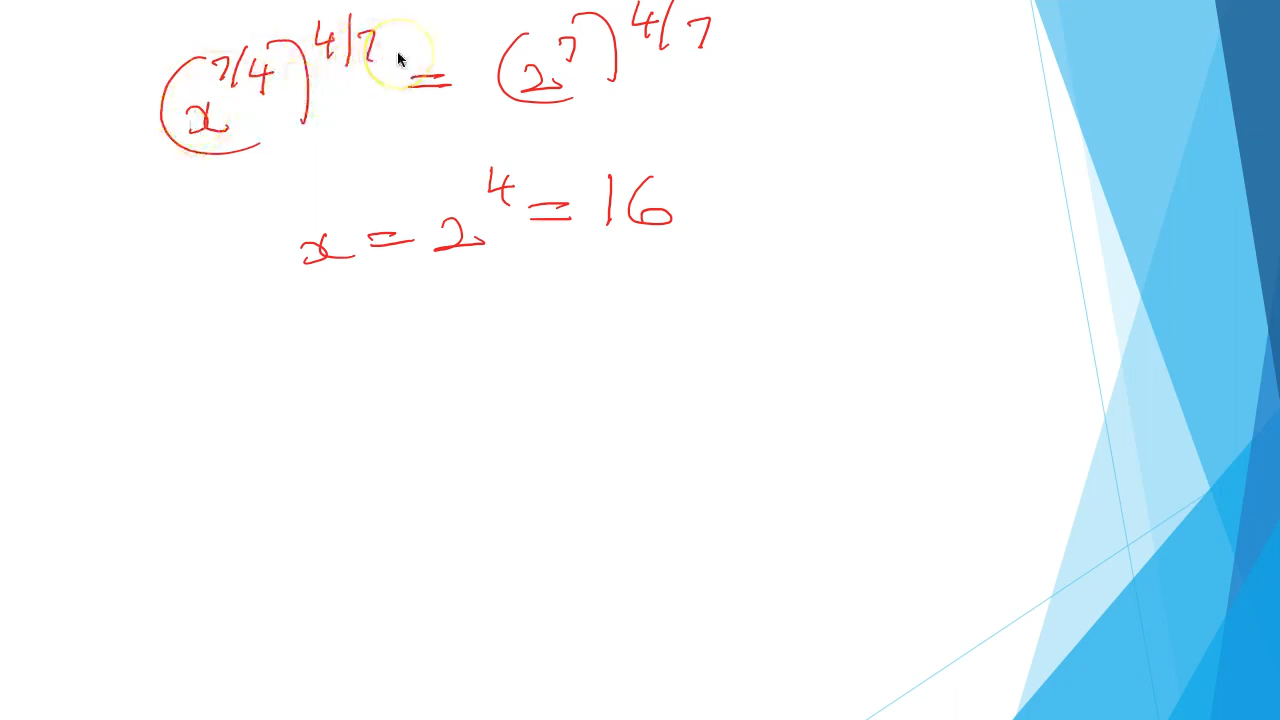 (x^{7/4})^{4/7} = (2^7)^{4/7}
x = 2^4 = 16